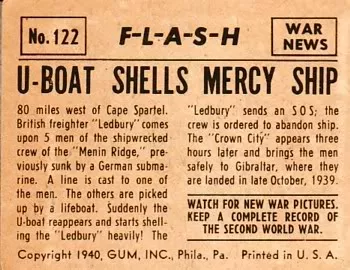 No. 122
F-L-A-S-H
WAR
NEWS
U-BOAT SHELLS MERCY SHIP
80 miles west of Cape Spartel.
British freighter "Ledbury" comes
upon 5 men of the shipwrecked
crew of the "Menin Ridge," pre-
viously sunk by a German subma-
rine. A line is cast to one of
the men. The others are picked
up by a lifeboat. Suddenly the
U-boat reappears and starts shell-
ing the "Ledbury" heavily! The
"Ledbury" sends an SOS; the
crew is ordered to abandon ship.
The "Crown City" appears three
hours later and brings the men
safely to Gibraltar, where they
are landed in late October, 1939.
WATCH FOR NEW WAR PICTURES.
KEEP A COMPLETE RECORD OF
THE SECOND WORLD WAR.
Copyright 1940, GUM, INC., Phila., Pa. Printed in U. S. A.